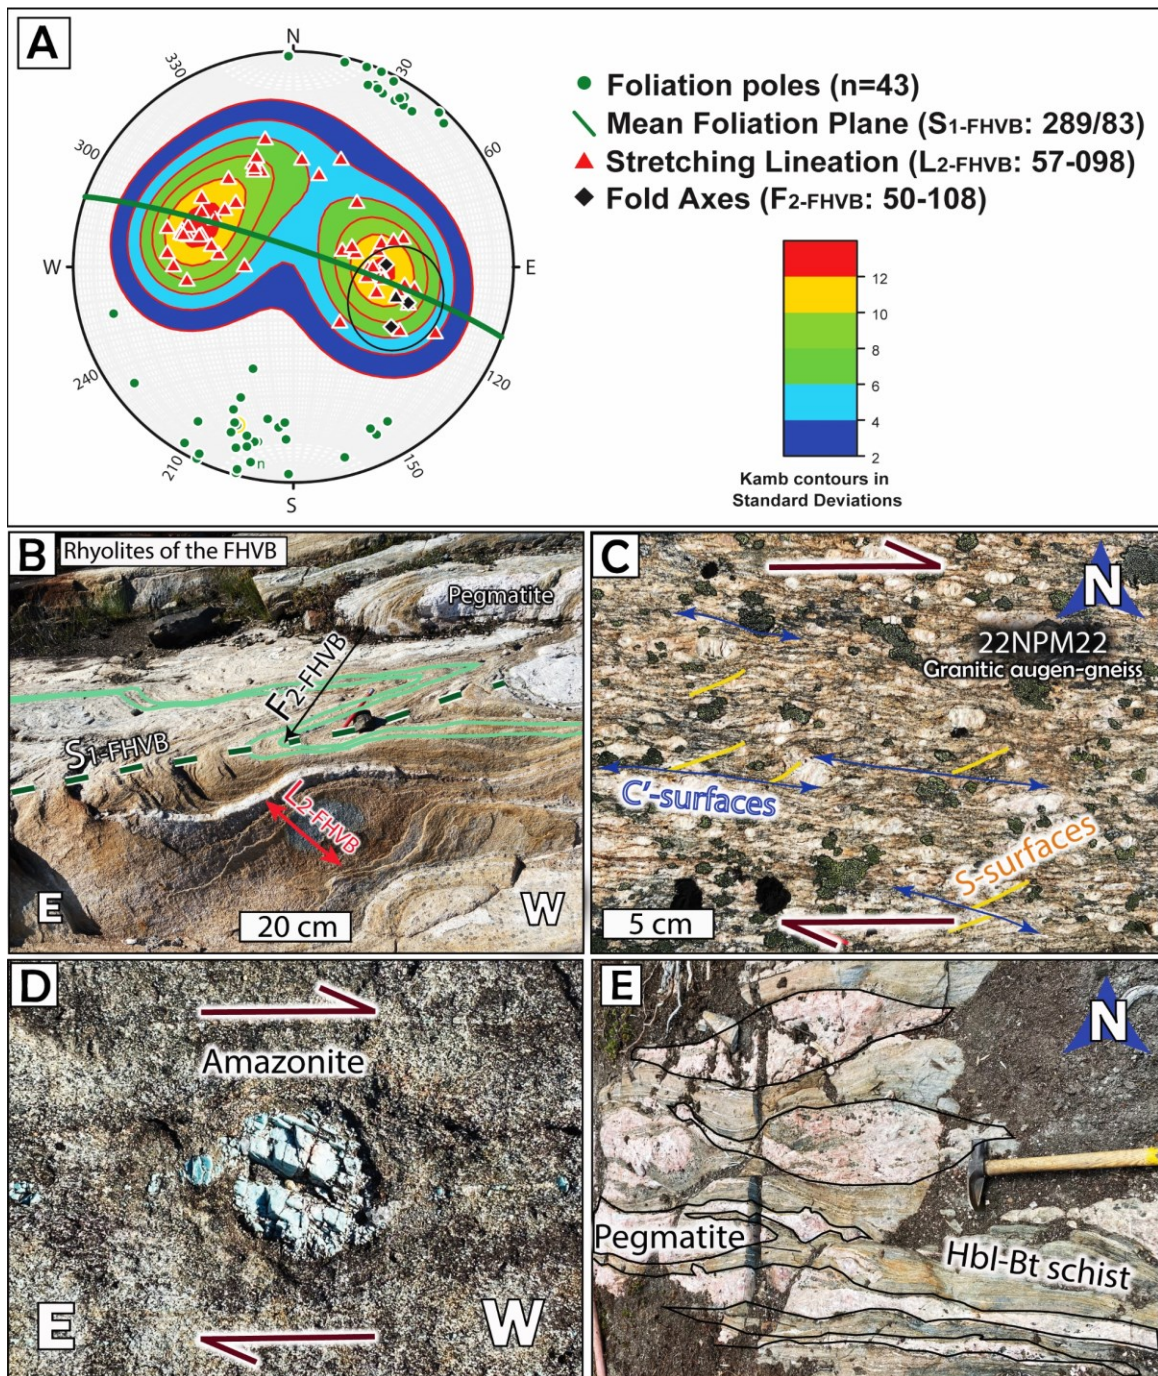 A
N
330
30
300
60
W
E
240
120
210
n
150
S
Foliation poles (n=43)
Mean Foliation Plane (S1-FHVB: 289/83)
Stretching Lineation (L2-FHVB: 57-098)
Fold Axes (F2-FHVB: 50-108)
12
10
8
6
4
2
Kamb contours in
Standard Deviations
B
Rhyolites of the FHVB
Pegmatite
F2-FHVB
S1-FHVB
L2-FHVB
E
20 cm
W
C
N
22NPM22
Granitic augen-gneiss
C'-surfaces
S-surfaces
5 cm
D
Amazonite
E
W
E
N
Pegmatite
Hbl-Bt schist